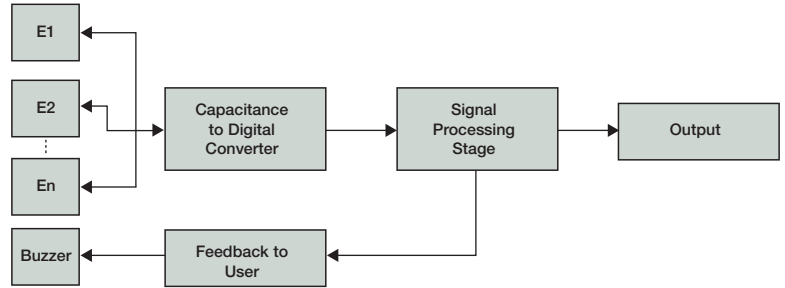 E1
E2
En
Buzzer
Capacitance
to Digital
Converter
Signal
Processing
Stage
Output
Feedback to
User